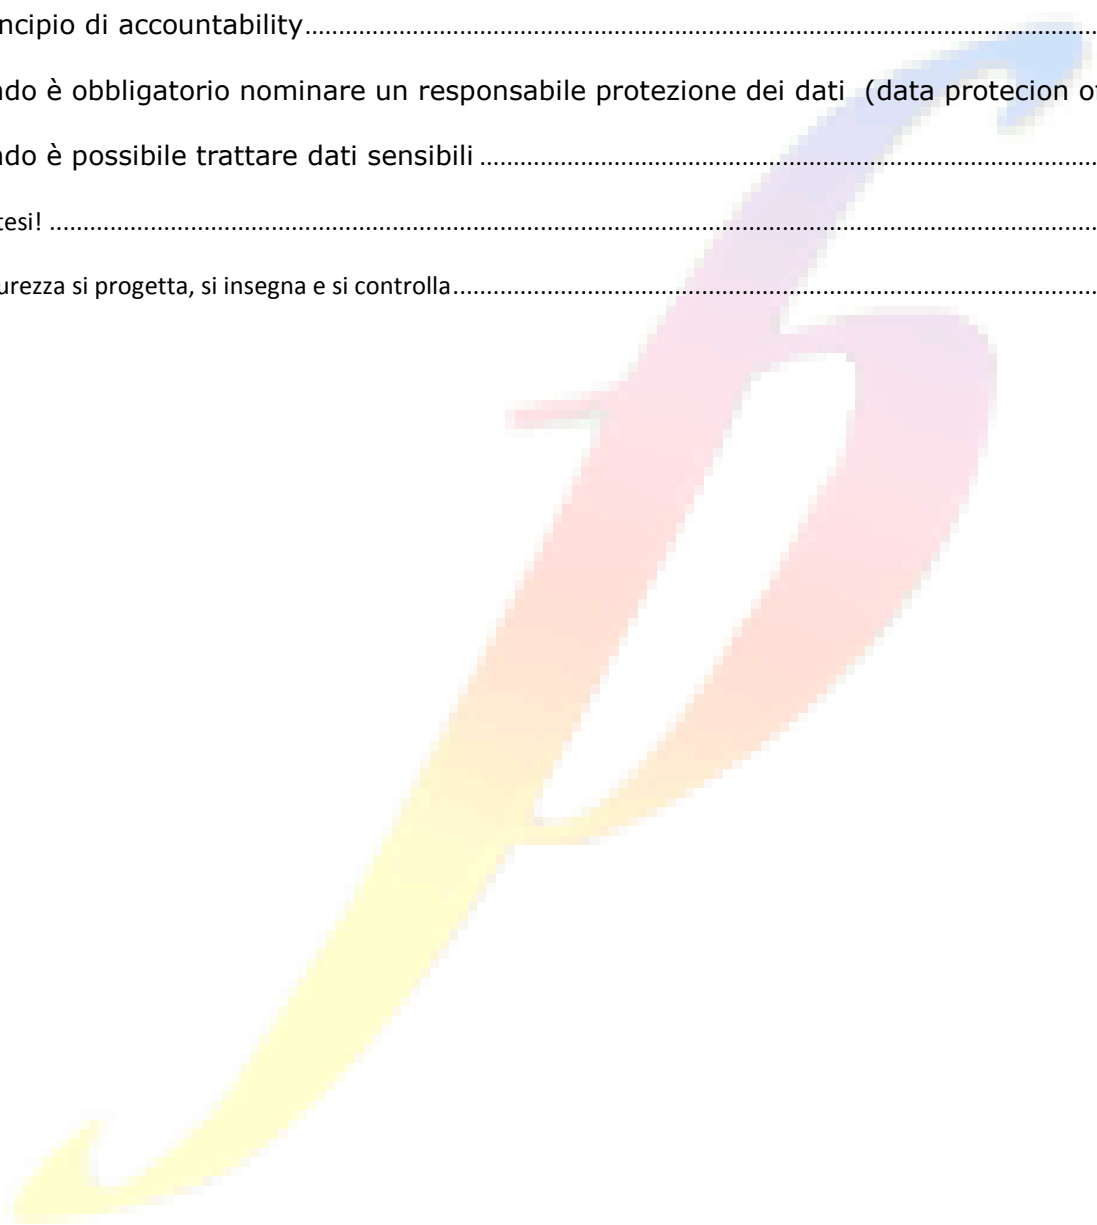 ncipio di accountability
ndo è obbligatorio nominare un responsabile protezione dei dati (data protecion o
ndo è possibile trattare dati sensibili
tesi!
urezza si progetta, si insegna e si controlla